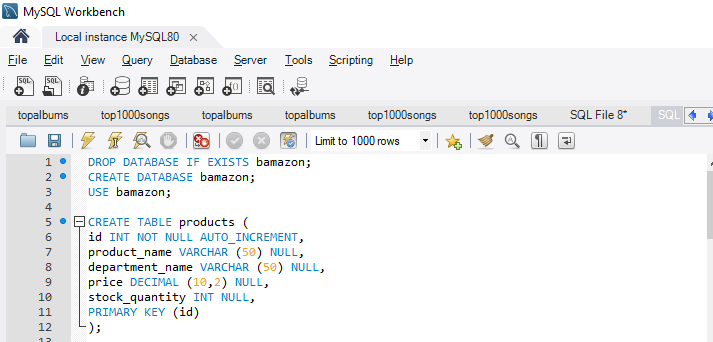 MySQL Workbench
Local instance MySQL80 ×
File Edit View Query Database Server Tools Scripting Help
topalbums top1000songs topalbums topalbums top1000songs top1000songs SQL File 8* SQL
Limit to 1000 rows
1 DROP DATABASE IF EXISTS bamazon;
2 CREATE DATABASE bamazon;
3 USE bamazon;
4
5 CREATE TABLE products (
6 id INT NOT NULL AUTO_INCREMENT,
7 product_name VARCHAR (50) NULL,
8 department_name VARCHAR (50) NULL,
9 price DECIMAL (10,2) NULL,
10 stock_quantity INT NULL,
11 PRIMARY KEY (id)
12 );